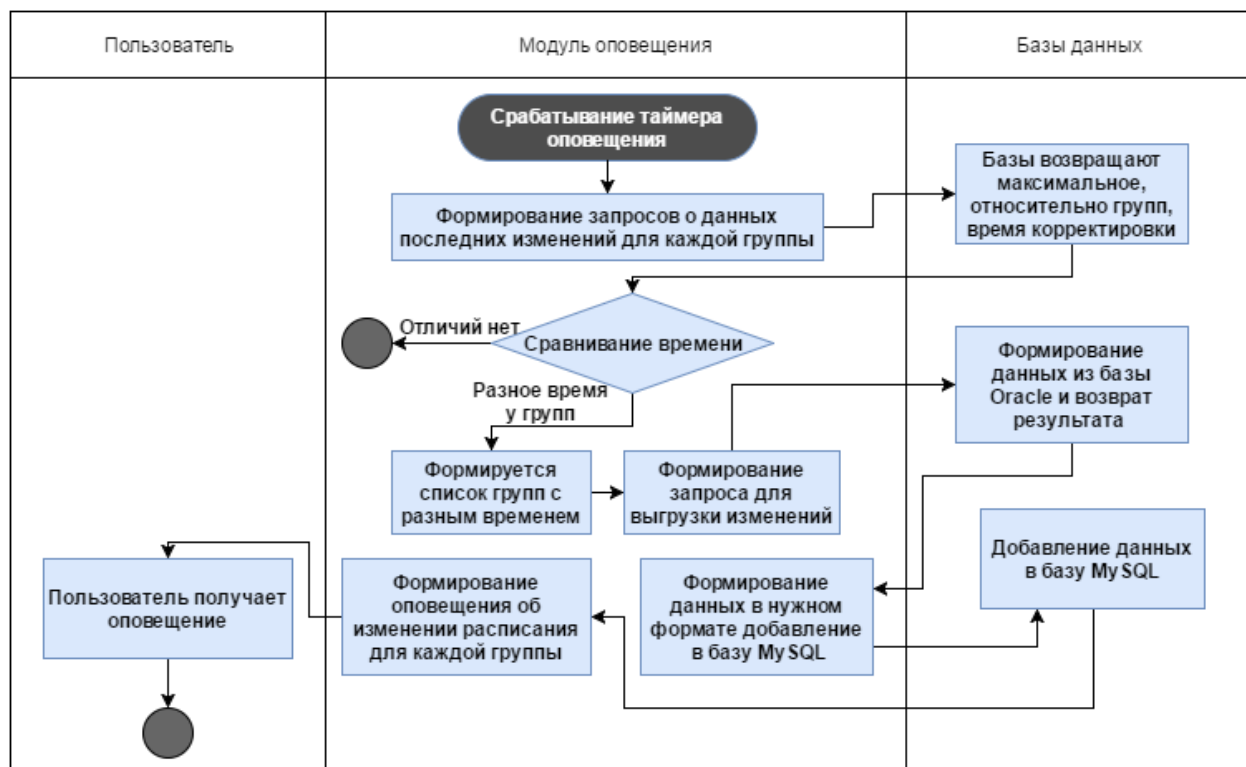 Пользователь
Модуль оповещения
Базы данных
Срабатывание таймера
оповещения
Формирование запросов о данных
последних изменений для каждой группы
Базы возвращают
максимальное,
относительно групп,
время корректировки
Отличий нет
Сравнивание времени
Разное время
у групп
Формируется
список групп с
разным временем
Формирование
запроса для
выгрузки изменений
Формирование
данных из базы
Oracle и возврат
результата
Формирование
данных в нужном
формате добавление
в базу MySQL
Добавление данных
в базу MySQL
Формирование
оповещения об
изменении расписания
для каждой группы
Пользователь получает
оповещение